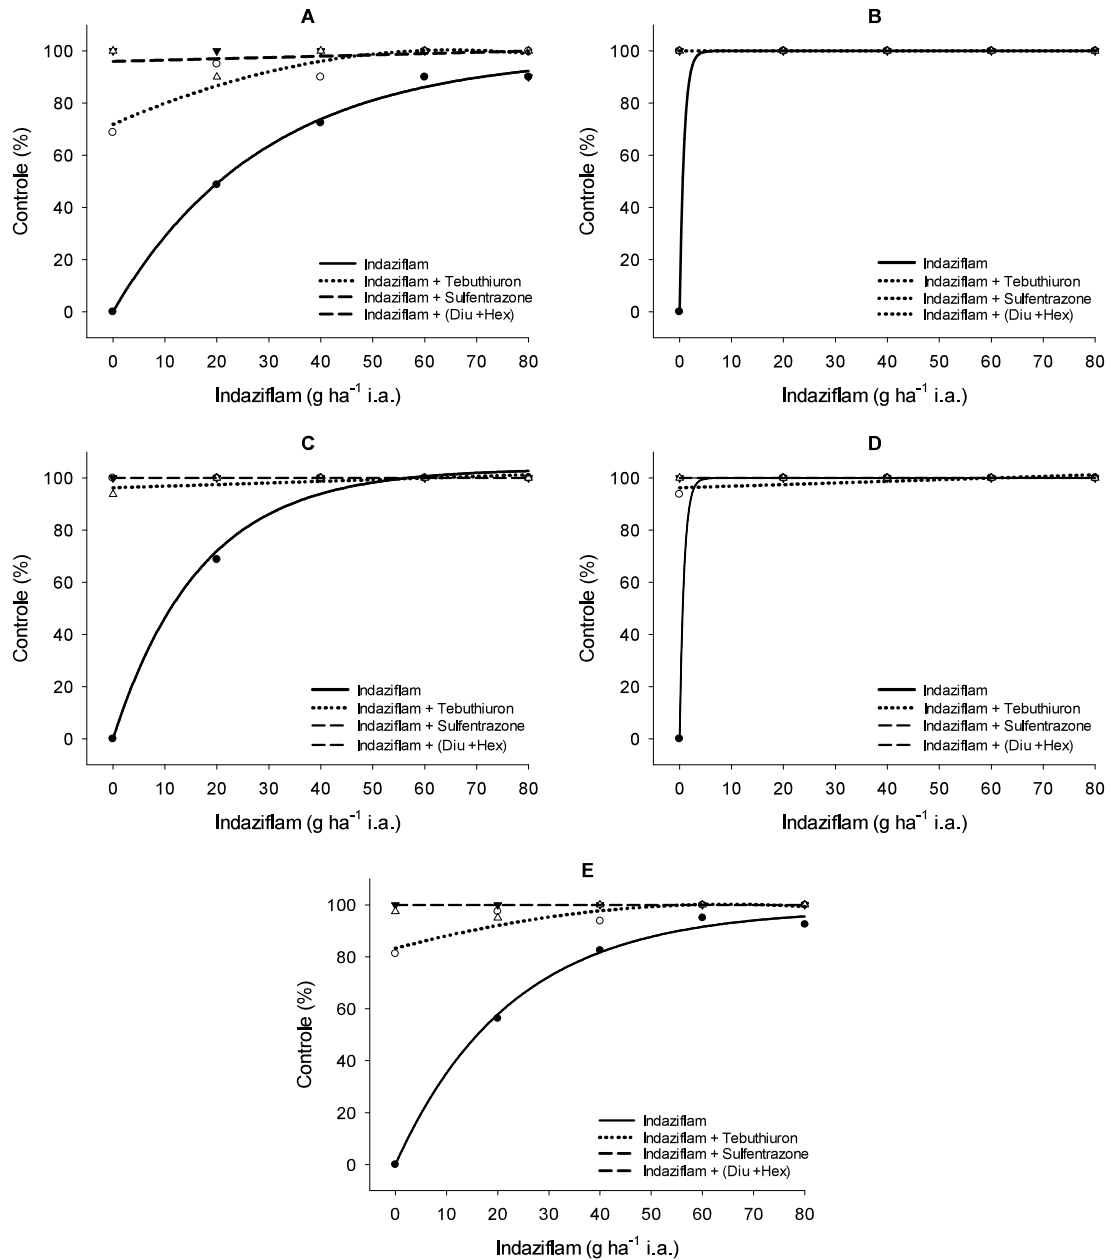 A
Controle (%)
100
80
60
40
20
0
Indaziflam
Indaziflam + Tebuthiuron
Indaziflam + Sulfentrazone
Indaziflam + (Diu +Hex)
0 10 20 30 40 50 60 70 80
Indaziflam (g ha⁻¹ i.a.)
B
Controle (%)
100
80
60
40
20
0
Indaziflam
Indaziflam + Tebuthiuron
Indaziflam + Sulfentrazone
Indaziflam + (Diu +Hex)
0 10 20 30 40 50 60 70 80
Indaziflam (g ha⁻¹ i.a.)
C
Controle (%)
100
80
60
40
20
0
Indaziflam
Indaziflam + Tebuthiuron
Indaziflam + Sulfentrazone
Indaziflam + (Diu +Hex)
0 10 20 30 40 50 60 70 80
Indaziflam (g ha⁻¹ i.a.)
D
Controle (%)
100
80
60
40
20
0
Indaziflam
Indaziflam + Tebuthiuron
Indaziflam + Sulfentrazone
Indaziflam + (Diu +Hex)
0 10 20 30 40 50 60 70 80
Indaziflam (g ha⁻¹ i.a.)
E
Controle (%)
100
80
60
40
20
0
Indaziflam
Indaziflam + Tebuthiuron
Indaziflam + Sulfentrazone
Indaziflam + (Diu +Hex)
0 10 20 30 40 50 60 70 80
Indaziflam (g ha⁻¹ i.a.)